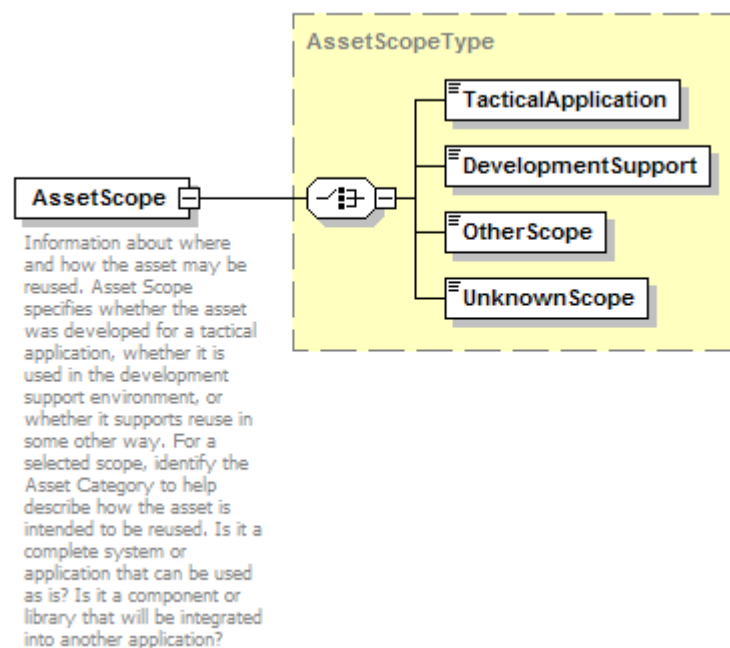 AssetScopeType
TacticalApplication
DevelopmentSupport
AssetScope
OtherScope
UnknownScope
Information about where
and how the asset may be
reused. Asset Scope
specifies whether the asset
was developed for a tactical
application, whether it is
used in the development
support environment, or
whether it supports reuse in
some other way. For a
selected scope, identify the
Asset Category to help
describe how the asset is
intended to be reused. Is it a
complete system or
application that can be used
as is? Is it a component or
library that will be integrated
into another application?